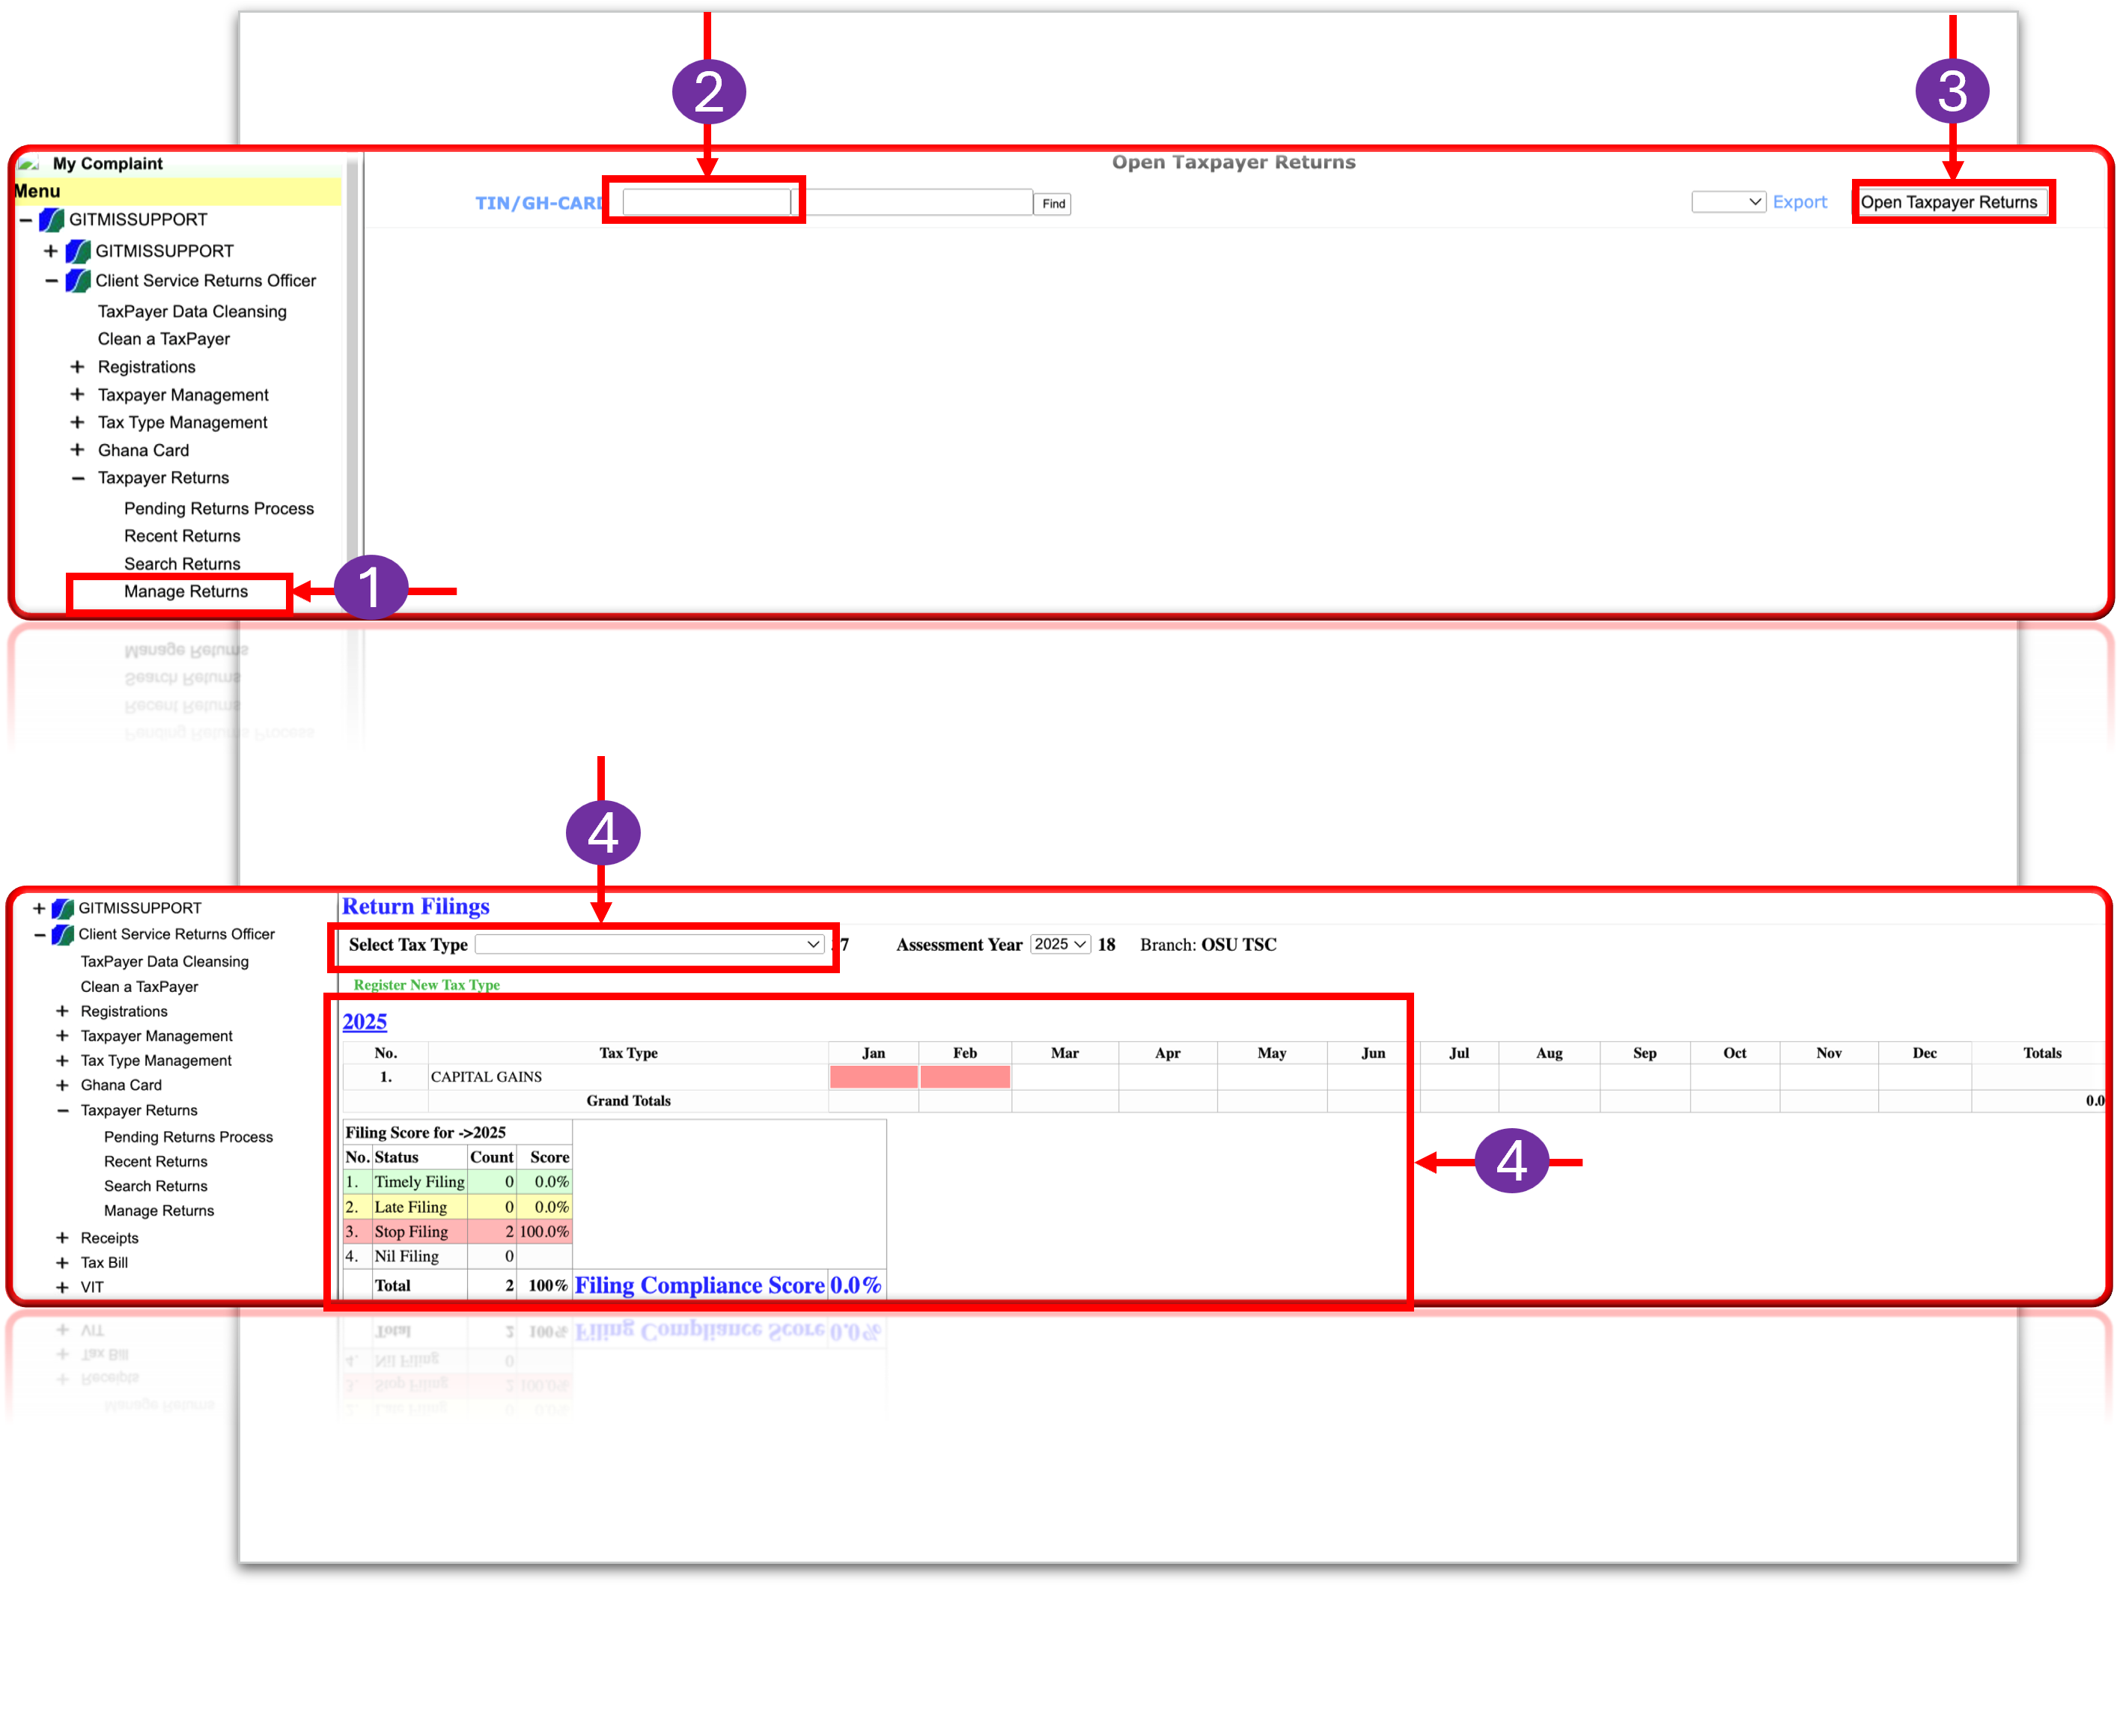 2
3
My Complaint
Open Taxpayer Returns
Menu
TIN/GH-CARD Find Export Open Taxpayer Returns
GITMISSUPPORT
GITMISSUPPORT
Client Service Returns Officer
TaxPayer Data Cleansing
Clean a TaxPayer
Registrations
Taxpayer Management
Tax Type Management
Ghana Card
Taxpayer Returns
Pending Returns Process
Recent Returns
Search Returns
Manage Returns
1
4
GITMISSUPPORT
Client Service Returns Officer
TaxPayer Data Cleansing
Clean a TaxPayer
Registrations
Taxpayer Management
Tax Type Management
Ghana Card
Taxpayer Returns
Pending Returns Process
Recent Returns
Search Returns
Manage Returns
Receipts
Tax Bill
VIT
Return Filings
Select Tax Type 7 Assessment Year 2025 18 Branch: OSU TSC
Register New Tax Type
2025
No. Tax Type Jan Feb Mar Apr May Jun Jul Aug Sep Oct Nov Dec Totals
1. CAPITAL GAINS
Grand Totals 0.0
Filing Score for ->2025
No. Status Count Score
1. Timely Filing 0 0.0%
2. Late Filing 0 0.0%
3. Stop Filing 2 100.0%
4. Nil Filing 0
Total 2 100% Filing Compliance Score 0.0%
4